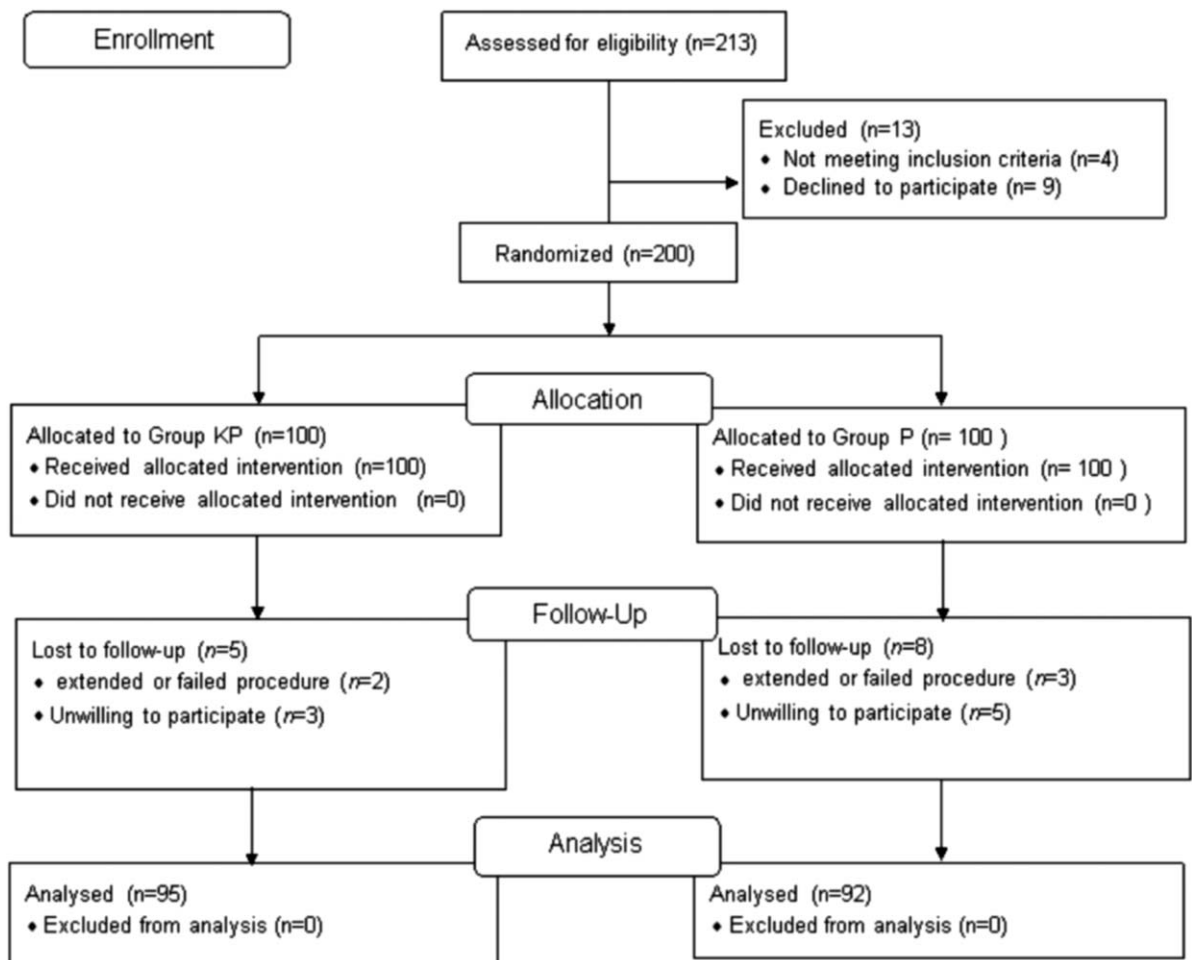 Enrollment
Assessed for eligibility (n=213)
Excluded (n=13)
• Not meeting inclusion criteria (n=4)
• Declined to participate (n= 9)
Randomized (n=200)
Allocation
Allocated to Group KP (n=100)
• Received allocated intervention (n=100)
• Did not receive allocated intervention (n=0)
Allocated to Group P (n= 100 )
• Received allocated intervention (n= 100 )
• Did not receive allocated intervention (n=0 )
Follow-Up
Lost to follow-up (n=5)
• extended or failed procedure (n=2)
• Unwilling to participate (n=3)
Lost to follow-up (n=8)
• extended or failed procedure (n=3)
• Unwilling to participate (n=5)
Analysis
Analysed (n=95)
• Excluded from analysis (n=0)
Analysed (n=92)
• Excluded from analysis (n=0)